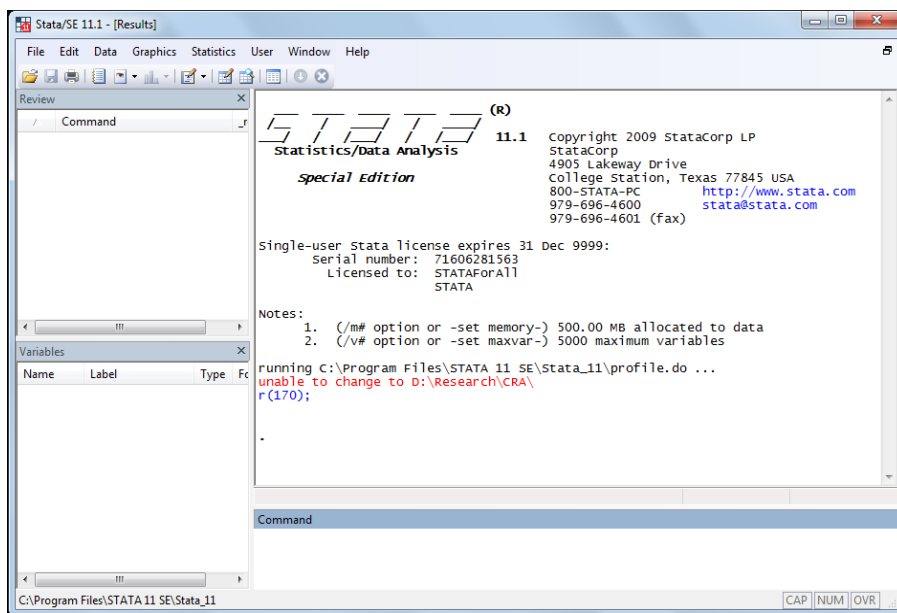 Stata/SE 11.1 - [Results]
File Edit Data Graphics Statistics User Window Help
Review
/ Command _r
Variables
Name Label Type Fc
(R)
STATA 11.1 Copyright 2009 StataCorp LP
Statistics/Data Analysis StataCorp
4905 Lakeway Drive
Special Edition College Station, Texas 77845 USA
800-STATA-PC http://www.stata.com
979-696-4600 stata@stata.com
979-696-4601 (fax)
Single-user Stata license expires 31 Dec 9999:
Serial number: 71606281563
Licensed to: STATAForAll
STATA
Notes:
1. (/m# option or -set memory-) 500.00 MB allocated to data
2. (/v# option or -set maxvar-) 5000 maximum variables
running C:\Program Files\STATA 11 SE\Stata_11\profile.do ...
unable to change to D:\Research\CRA\
r(170);
.
Command
C:\Program Files\STATA 11 SE\Stata_11
CAP NUM OVR